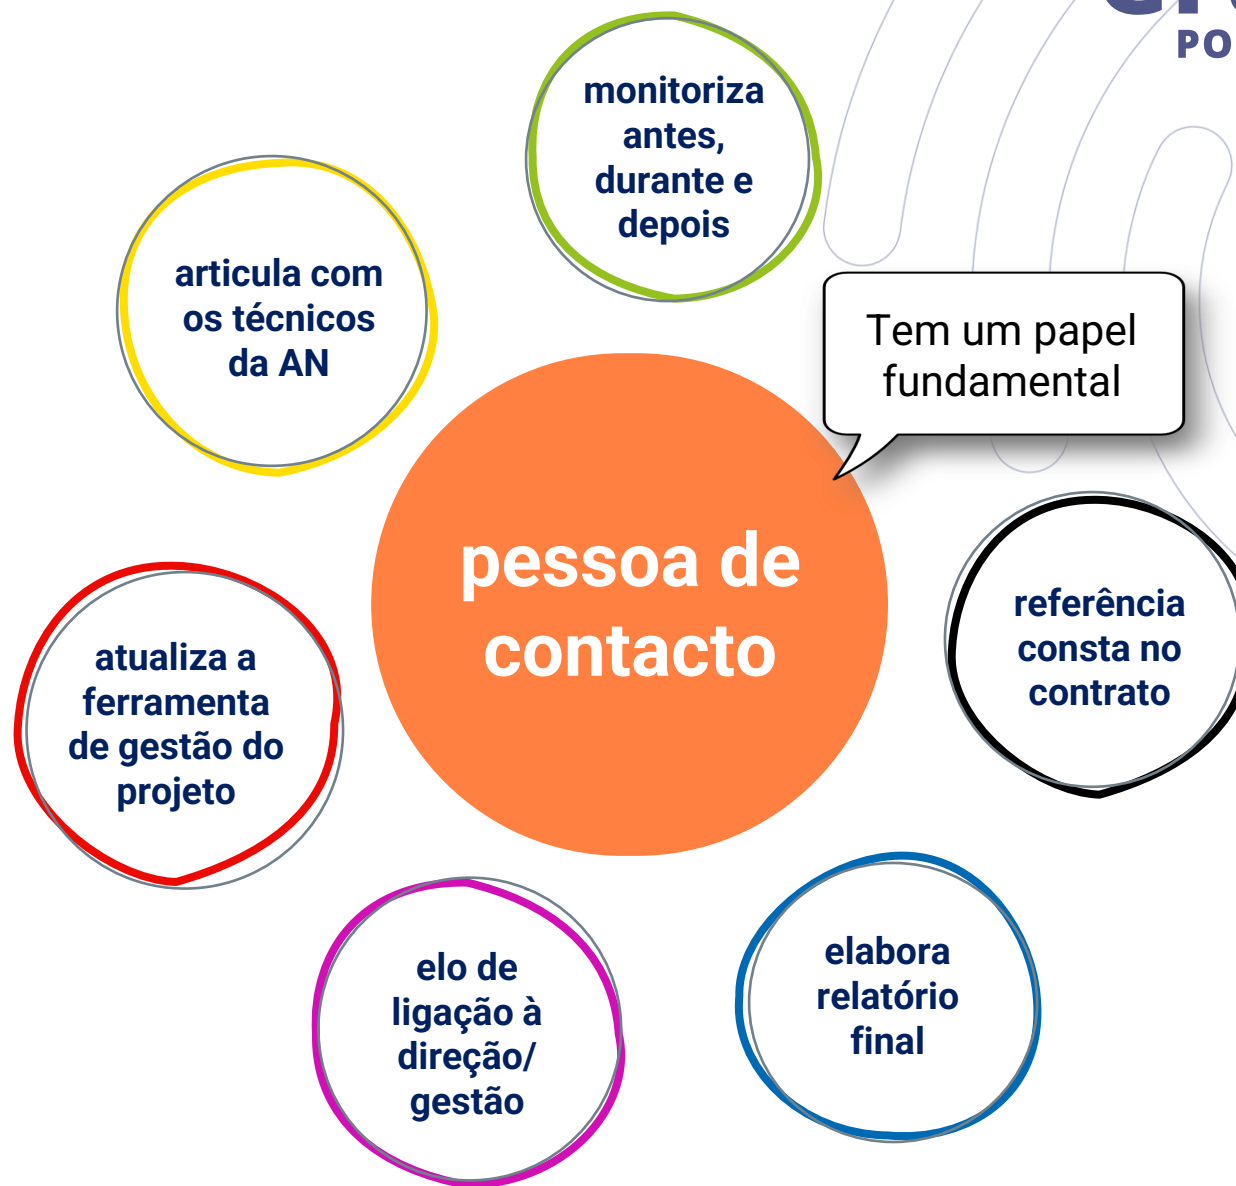 PO
monitoriza
antes,
durante e
depois
articula com
os técnicos
da AN
Tem um papel
fundamental
pessoa de
contacto
referência
consta no
contrato
atualiza a
ferramenta
de gestão do
projeto
elo de
ligação à
direção/
gestão
elabora
relatório
final